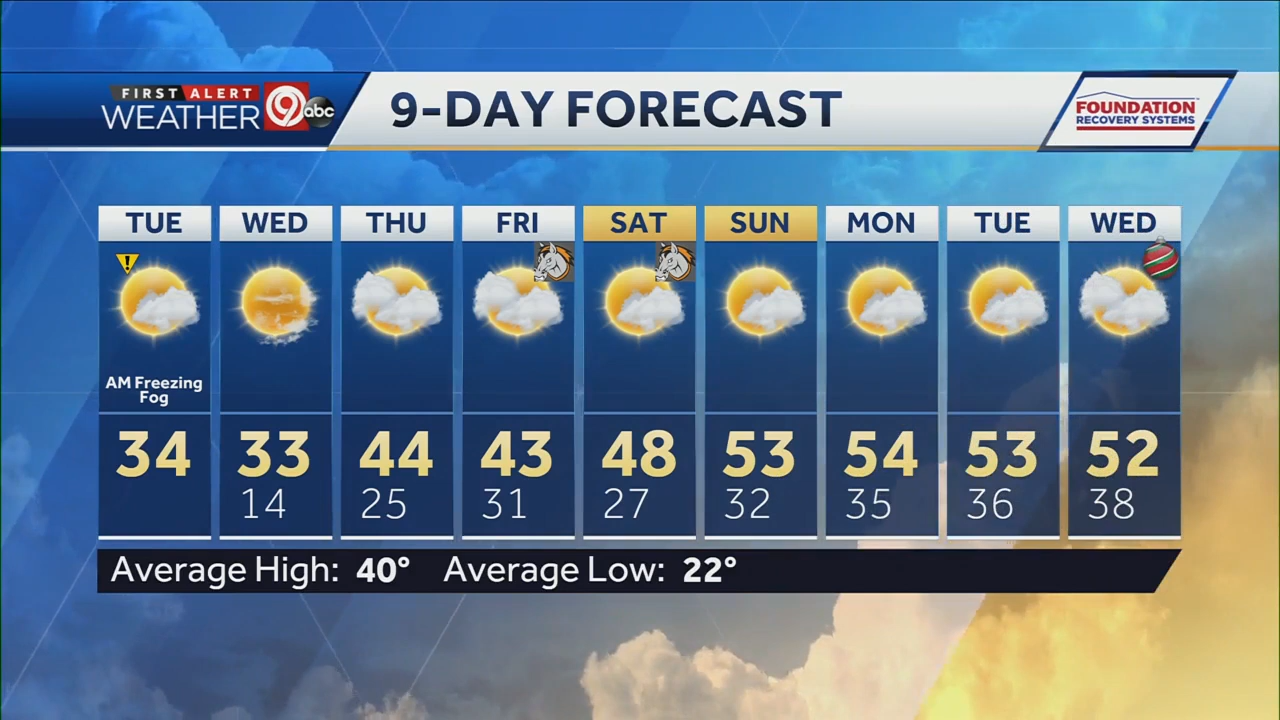 FIRST ALERT
WEATHER 9 abc
9-DAY FORECAST
FOUNDATION
RECOVERY SYSTEMS
TUE WED THU FRI SAT SUN MON TUE WED
!
AM Freezing
Fog
34 33 44 43 48 53 54 53 52
14 25 31 27 32 35 36 38
Average High: 40° Average Low: 22°